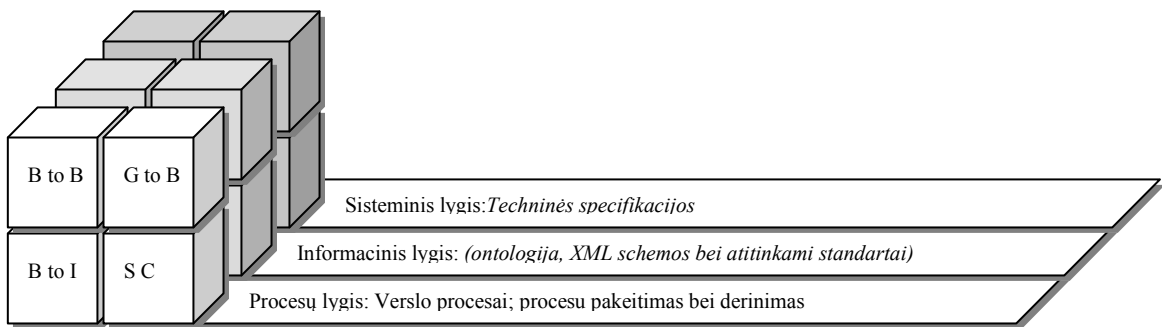 B to B
G to B
Sisteminis lygis:Techninės specifikacijos
B to I
S C
Informacinis lygis: (ontologija, XML schemos bei atitinkami standartai)
Procesų lygis: Verslo procesai; procesu pakeitimas bei derinimas